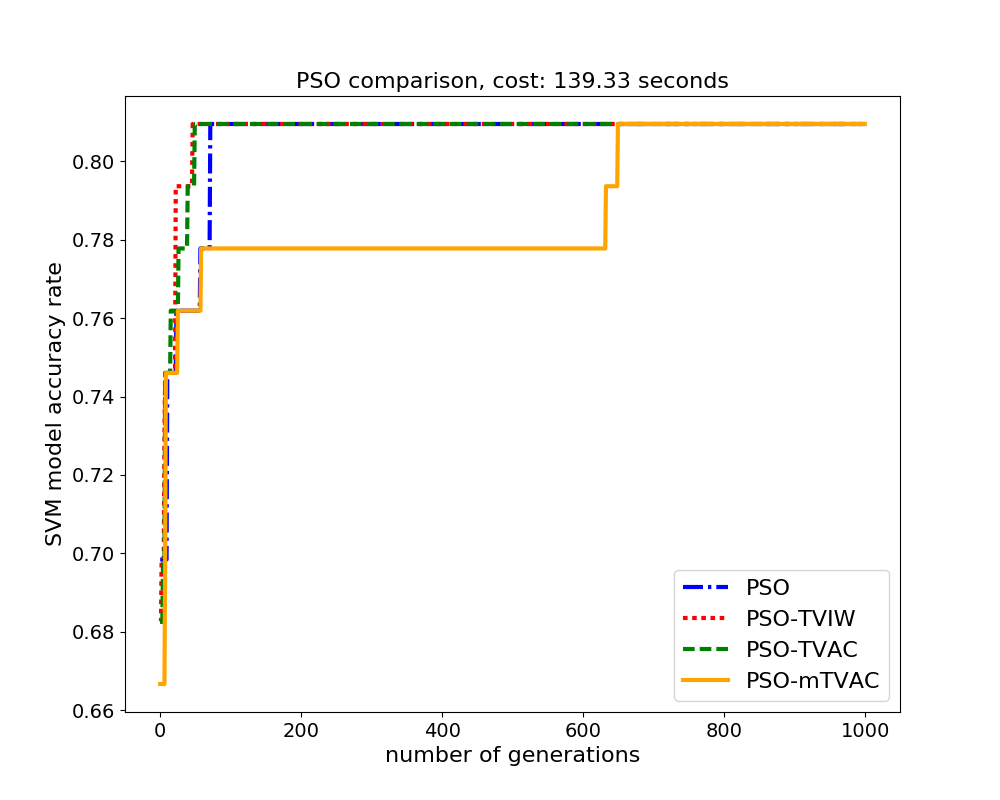 PSO comparison, cost: 139.33 seconds
SVM model accuracy rate
0.80
0.78
0.76
0.74
0.72
0.70
0.68
0.66
0 200 400 600 800 1000
number of generations
PSO
PSO-TVIW
PSO-TVAC
PSO-mTVAC